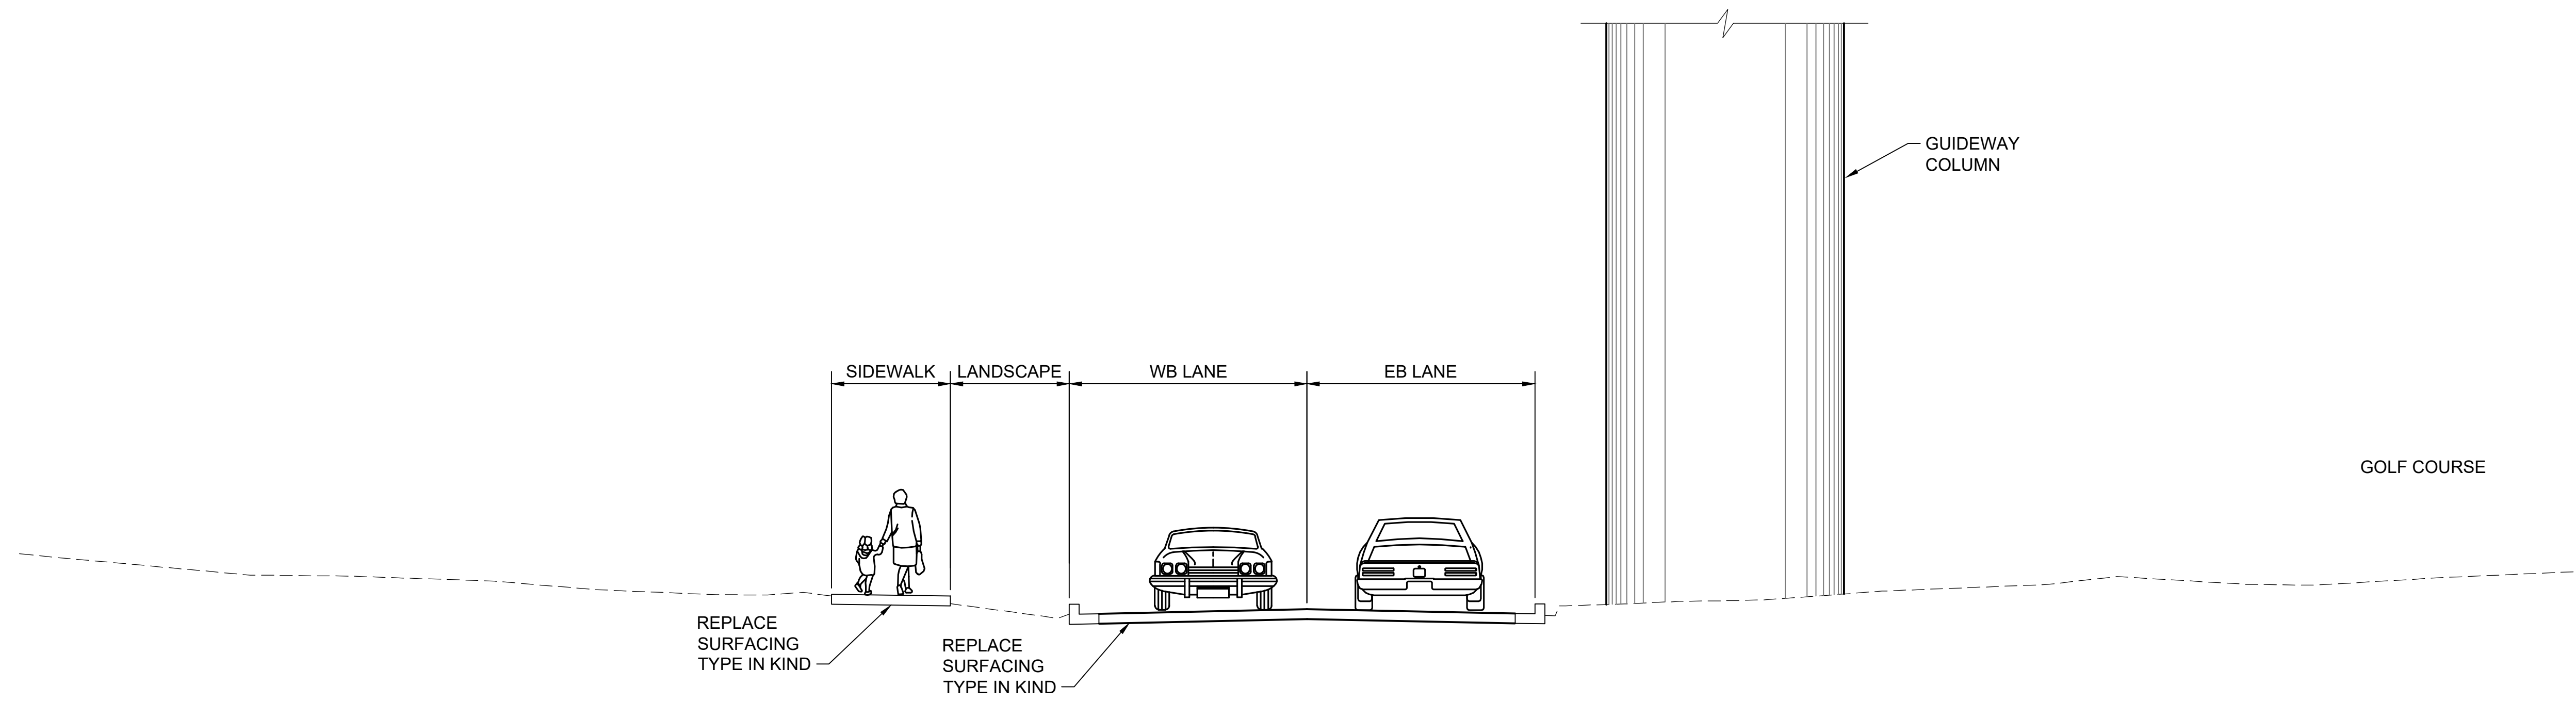 GUIDEWAY
COLUMN
SIDEWALK
LANDSCAPE
WB LANE
EB LANE
GOLF COURSE
REPLACE
SURFACING
TYPE IN KIND
REPLACE
SURFACING
TYPE IN KIND